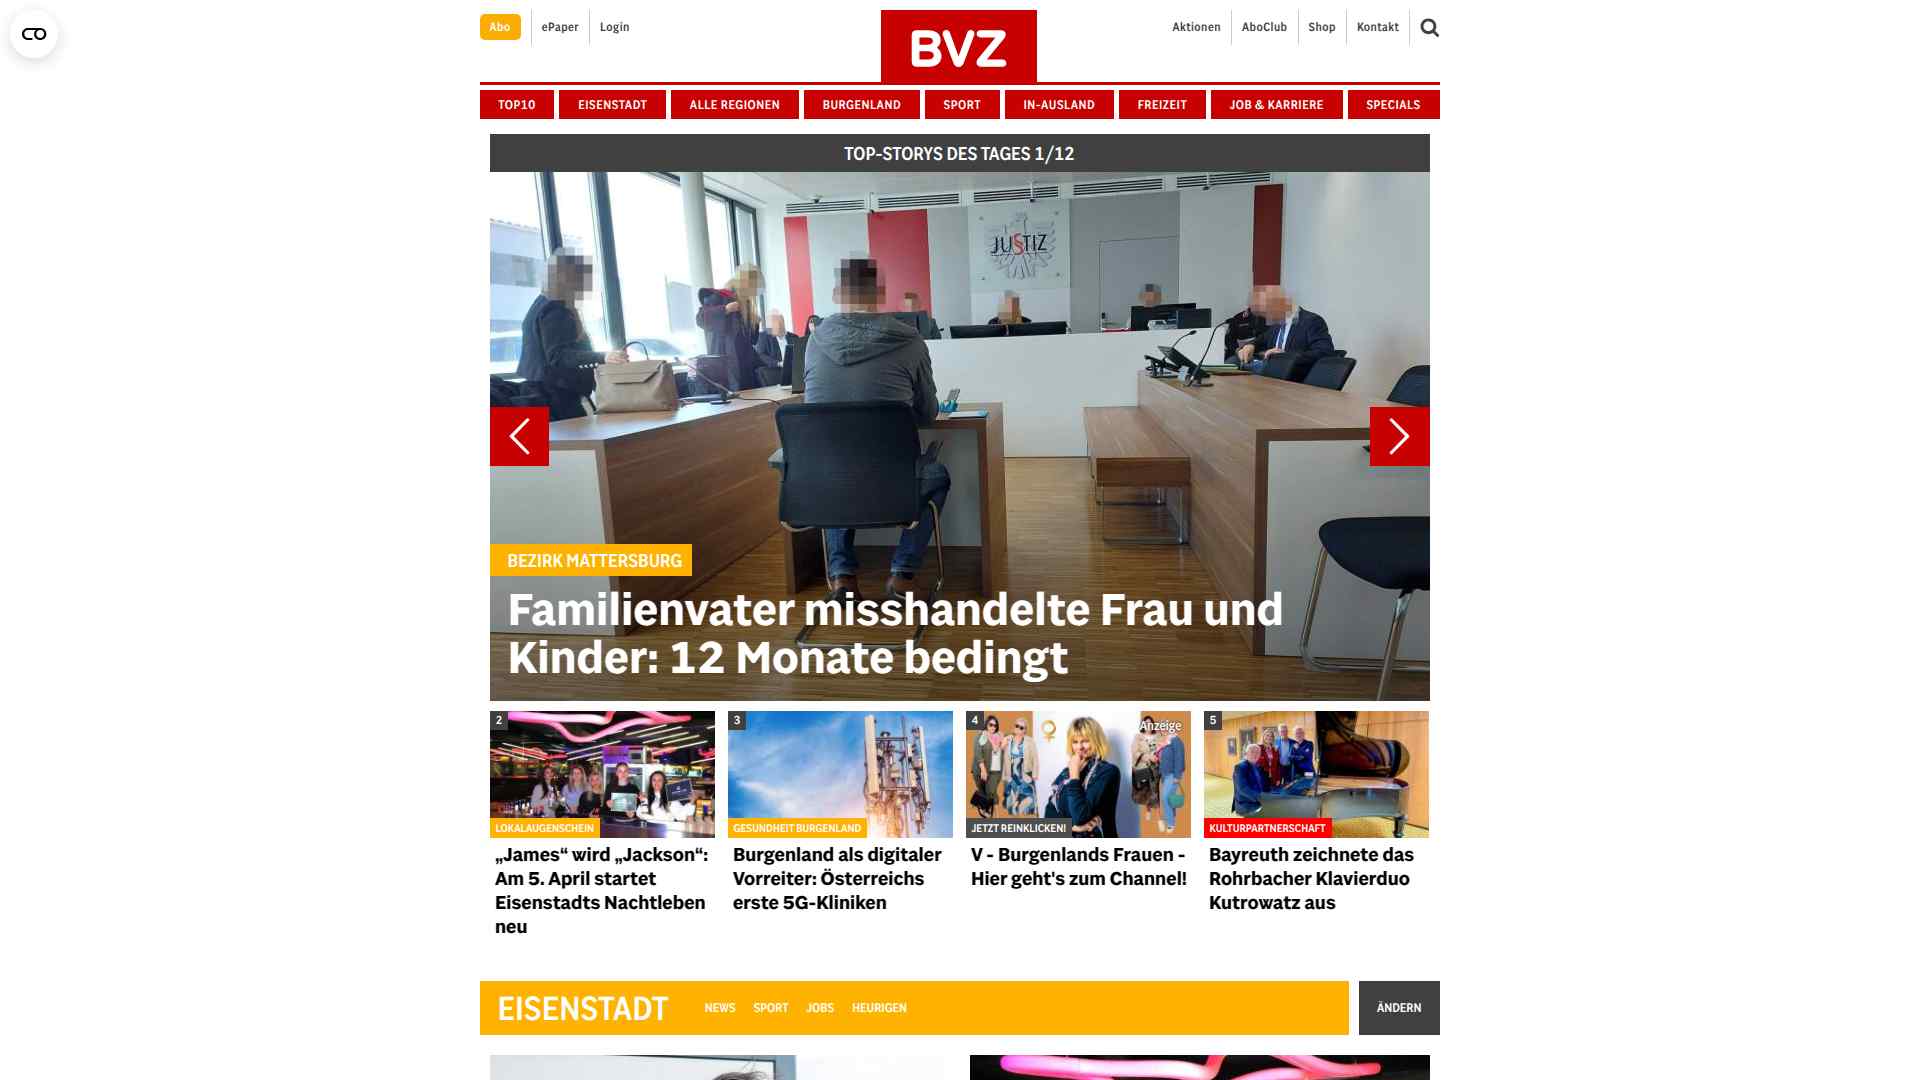 Abo
ePaper
Login
BVZ
Aktionen
AboClub
Shop
Kontakt
TOP10
EISENSTADT
ALLE REGIONEN
BURGENLAND
SPORT
IN-AUSLAND
FREIZEIT
JOB & KARRIERE
SPECIALS
TOP-STORYS DES TAGES 1/12
JUSTIZ
BEZIRK MATTERSBURG
Familienvater misshandelte Frau und
Kinder: 12 Monate bedingt
2
LOKALAUGENSCHEIN
„James“ wird „Jackson“:
Am 5. April startet
Eisenstadts Nachtleben
neu
3
GESUNDHEIT BURGENLAND
Burgenland als digitaler
Vorreiter: Österreichs
erste 5G-Kliniken
4
Anzeige
JETZT REINKLICKEN!
V - Burgenlands Frauen -
Hier geht's zum Channel!
5
KULTURPARTNERSCHAFT
Bayreuth zeichnete das
Rohrbacher Klavierduo
Kutrowatz aus
EISENSTADT
NEWS
SPORT
JOBS
HEURIGEN
ÄNDERN